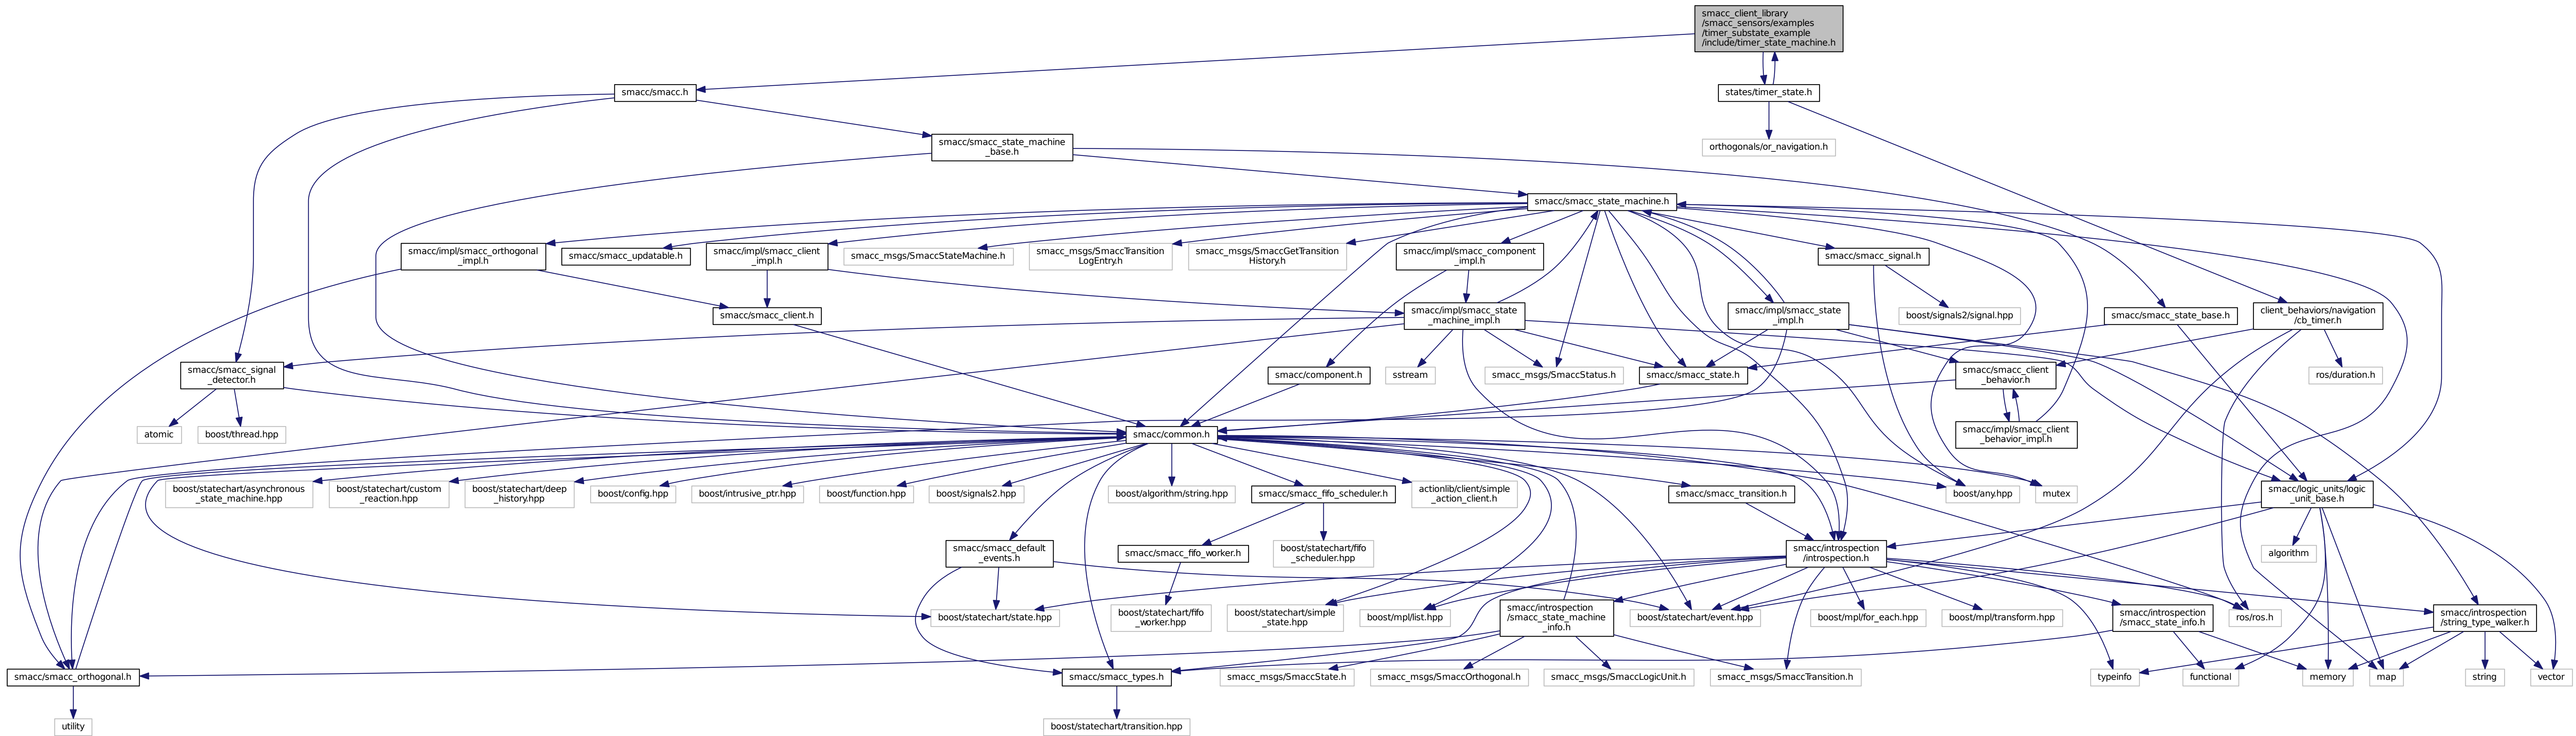 smacc_client_library
/smacc_sensors/examples
/timer_substate_example
/include/timer_state_machine.h
smacc/smacc.h
states/timer_state.h
smacc/smacc_state_machine
_base.h
orthogonals/or_navigation.h
smacc/smacc_state_machine.h
smacc/impl/smacc_orthogonal
_impl.h
smacc/smacc_updatable.h
smacc/impl/smacc_client
_impl.h
smacc_msgs/SmaccStateMachine.h
smacc_msgs/SmaccTransition
LogEntry.h
smacc_msgs/SmaccGetTransition
History.h
smacc/impl/smacc_component
_impl.h
smacc/smacc_signal.h
smacc/smacc_client.h
smacc/impl/smacc_state
_machine_impl.h
smacc/impl/smacc_state
_impl.h
boost/signals2/signal.hpp
smacc/smacc_state_base.h
client_behaviors/navigation
/cb_timer.h
smacc/smacc_signal
_detector.h
smacc/component.h
sstream
smacc_msgs/SmaccStatus.h
smacc/smacc_state.h
smacc/smacc_client
_behavior.h
ros/duration.h
atomic
boost/thread.hpp
smacc/common.h
smacc/impl/smacc_client
_behavior_impl.h
boost/statechart/asynchronous
_state_machine.hpp
boost/statechart/custom
_reaction.hpp
boost/statechart/deep
_history.hpp
boost/config.hpp
boost/intrusive_ptr.hpp
boost/function.hpp
boost/signals2.hpp
boost/algorithm/string.hpp
smacc/smacc_fifo_scheduler.h
actionlib/client/simple
_action_client.h
smacc/smacc_transition.h
boost/any.hpp
mutex
smacc/logic_units/logic
_unit_base.h
smacc/smacc_default
_events.h
smacc/smacc_fifo_worker.h
boost/statechart/fifo
_scheduler.hpp
smacc/introspection
/introspection.h
algorithm
boost/statechart/state.hpp
boost/statechart/fifo
_worker.hpp
boost/statechart/simple
_state.hpp
boost/mpl/list.hpp
smacc/introspection
/smacc_state_machine
_info.h
boost/statechart/event.hpp
boost/mpl/for_each.hpp
boost/mpl/transform.hpp
smacc/introspection
/smacc_state_info.h
ros/ros.h
smacc/introspection
/string_type_walker.h
smacc/smacc_orthogonal.h
smacc/smacc_types.h
smacc_msgs/SmaccState.h
smacc_msgs/SmaccOrthogonal.h
smacc_msgs/SmaccLogicUnit.h
smacc_msgs/SmaccTransition.h
typeinfo
functional
memory
map
string
vector
utility
boost/statechart/transition.hpp